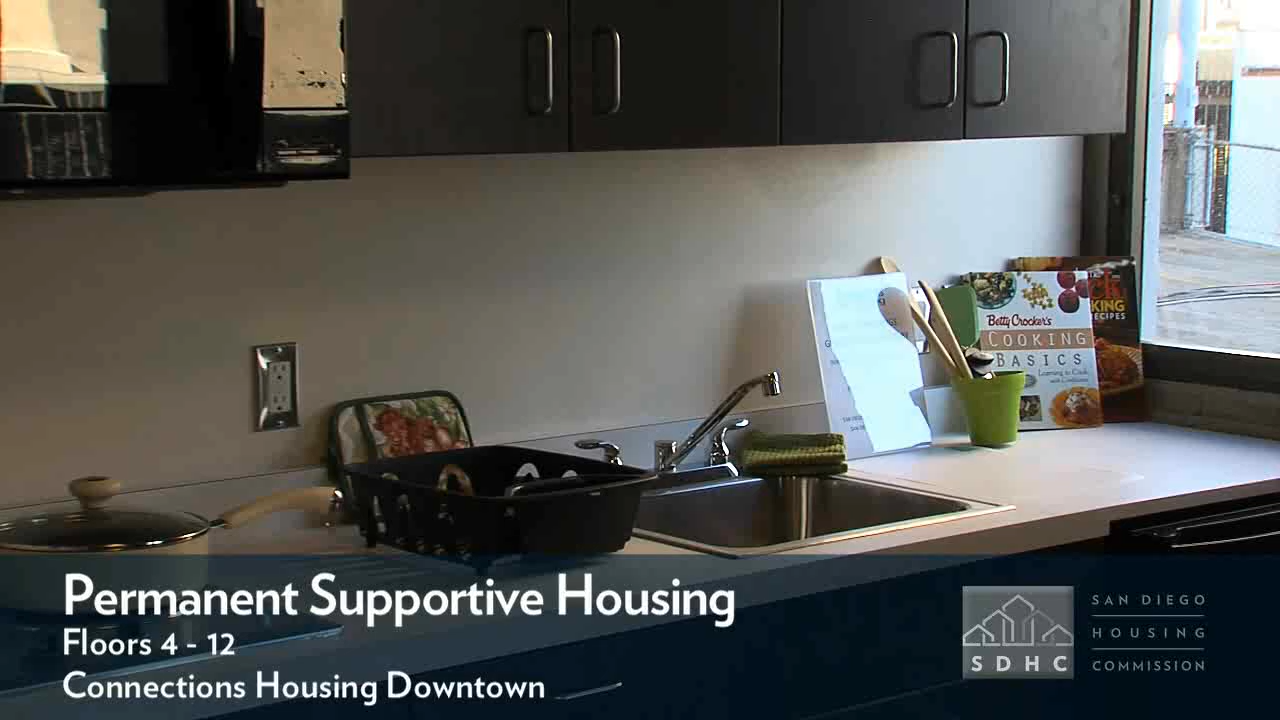 Betty Crocker's
COOKING
BASICS
Learning to Cook
with Confidence
KING
RECIPES
Permanent Supportive Housing
Floors 4 - 12
Connections Housing Downtown
SDHC
SAN DIEGO
HOUSING
COMMISSION